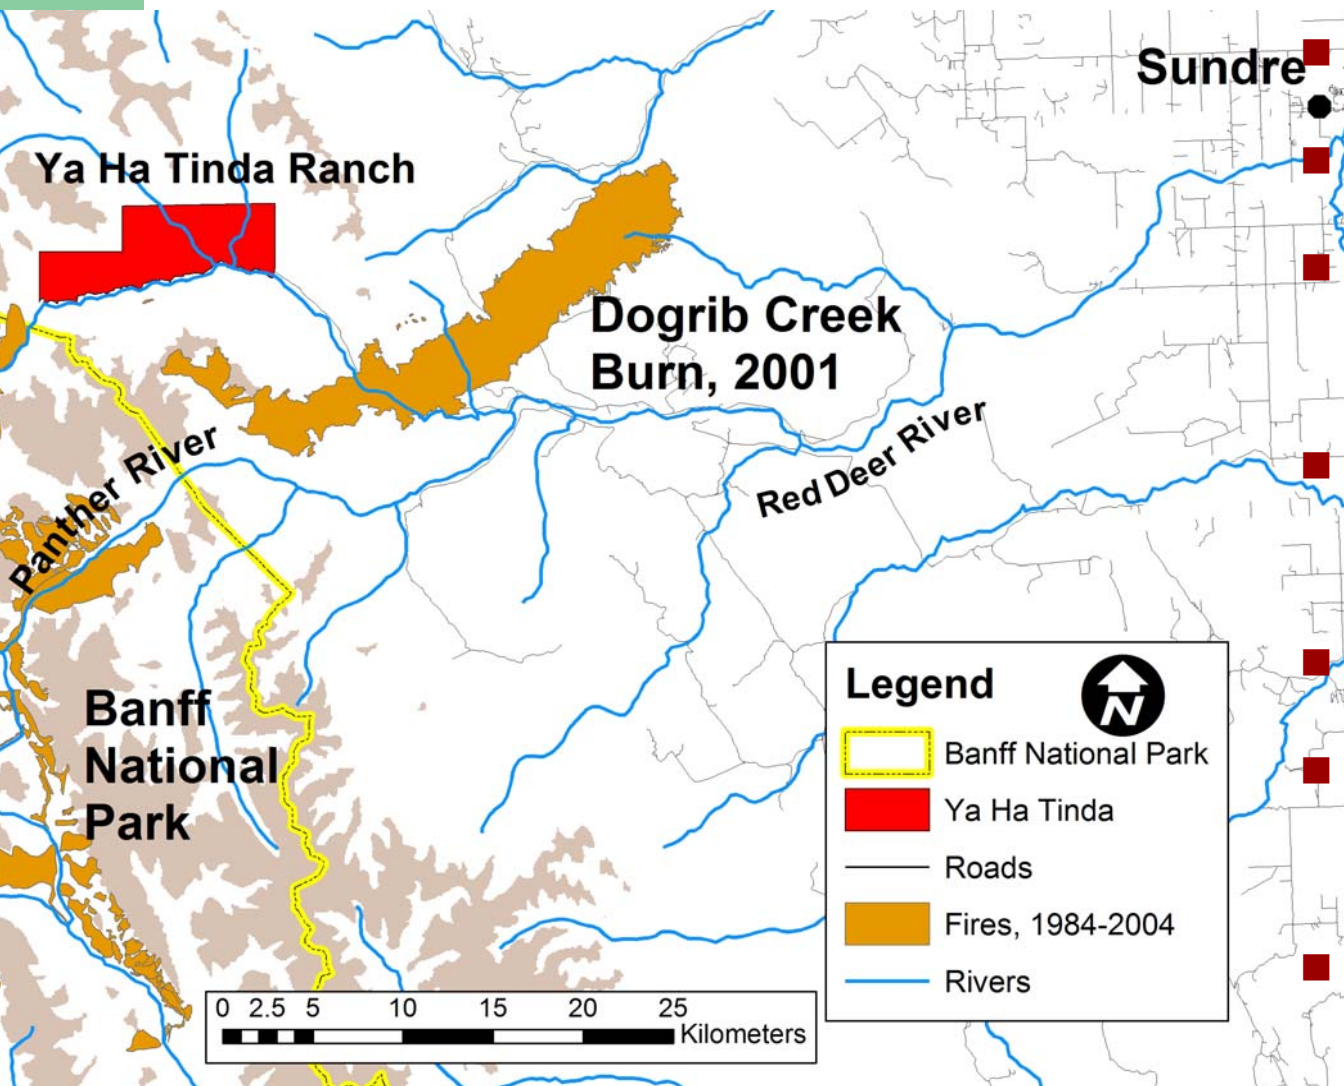 Sundre
Ya Ha Tinda Ranch
Dogrib Creek
Burn, 2001
Panther River
Red Deer River
Banff
National
Park
Legend
N
Banff National Park
Ya Ha Tinda
Roads
Fires, 1984-2004
Rivers
0 2.5 5 10 15 20 25
Kilometers